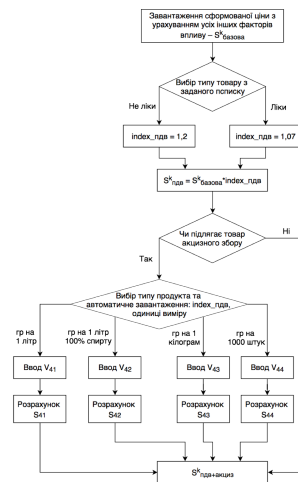 Завантаження сформованої ціни з
урахуванням усіх інших факторів
впливу – Sᵏбазова
Вибір типу товару з
заданого пописку
Не ліки
Ліки
index_пдв = 1,2
index_пдв = 1,07
Sᵏпдв = Sᵏбазова*index_пдв
Чи підлягає товар
акцизного збору
Ні
Так
Вибір типу продукта та
автоматичне завантаження: index_пдв,
одиниці виміру
гр на
1 літр
гр на 1 літр
100% спирту
гр на 1
кілограм
гр на
1000 штук
Ввод V41
Ввод V42
Ввод V43
Ввод V44
Розрахунок
S41
Розрахунок
S42
Розрахунок
S43
Розрахунок
S44
Sᵏпдв+акциз